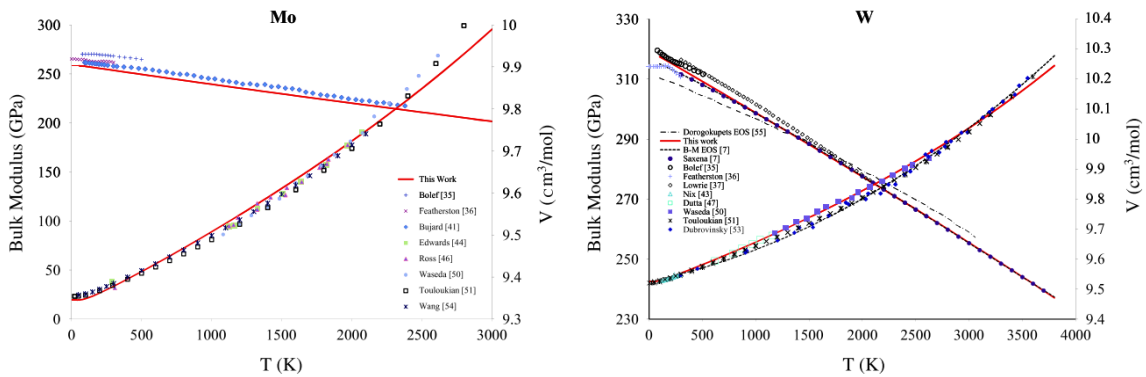 Mo
300
250
200
150
100
50
0
Bulk Modulus (GPa)
0
500
1000
1500
2000
2500
3000
T (K)
10
9.9
9.8
9.7
9.6
9.5
9.4
9.3
V (cm³/mol)
This Work
Bolef [35]
Featherston [36]
Bujard [41]
Edwards [44]
Ross [46]
Waseda [50]
Touloukian [51]
Wang [54]
W
330
310
290
270
250
230
Bulk Modulus (GPa)
0
500
1000
1500
2000
2500
3000
3500
4000
T (K)
10.4
10.3
10.2
10.1
10
9.9
9.8
9.7
9.6
9.5
9.4
V (cm³/mol)
Dorogokupets EOS [55]
This work
B-M EOS [7]
Saxena [7]
Bolef [35]
Featherston [36]
Lowrie [37]
Nix [43]
Dutta [47]
Waseda [50]
Touloukian [51]
Dubrovinsky [53]